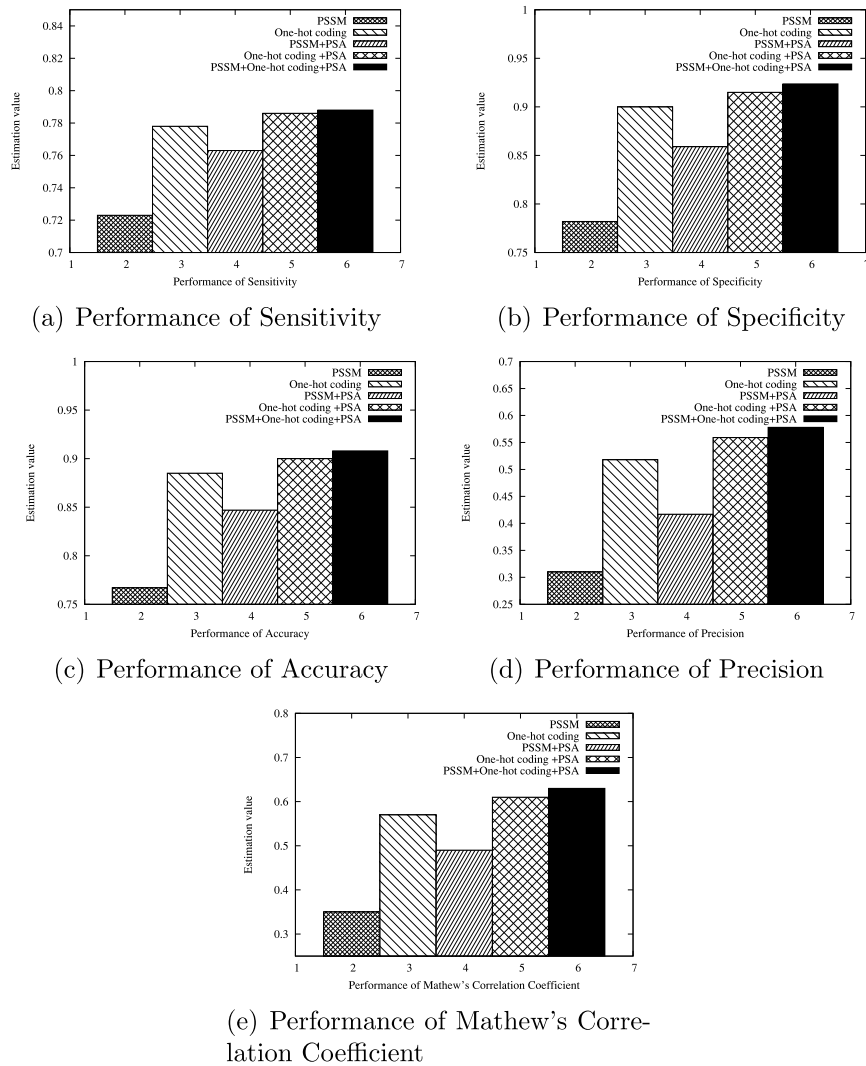 0.84
0.82
0.8
0.78
0.76
0.74
0.72
0.7
Estimation value
PSSM
One-hot coding
PSSM+PSA
One-hot coding +PSA
PSSM+One-hot coding+PSA
1 2 3 4 5 6 7
Performance of Sensitivity
(a) Performance of Sensitivity
1
0.95
0.9
0.85
0.8
0.75
Estimation value
PSSM
One-hot coding
PSSM+PSA
One-hot coding +PSA
PSSM+One-hot coding+PSA
1 2 3 4 5 6 7
Performance of Specificity
(b) Performance of Specificity
1
0.95
0.9
0.85
0.8
0.75
Estimation value
PSSM
One-hot coding
PSSM+PSA
One-hot coding +PSA
PSSM+One-hot coding+PSA
1 2 3 4 5 6 7
Performance of Accuracy
(c) Performance of Accuracy
0.7
0.65
0.6
0.55
0.5
0.45
0.4
0.35
0.3
0.25
Estimation value
PSSM
One-hot coding
PSSM+PSA
One-hot coding +PSA
PSSM+One-hot coding+PSA
1 2 3 4 5 6 7
Performance of Precision
(d) Performance of Precision
0.8
0.7
0.6
0.5
0.4
0.3
Estimation value
PSSM
One-hot coding
PSSM+PSA
One-hot coding +PSA
PSSM+One-hot coding+PSA
1 2 3 4 5 6 7
Performance of Mathew's Correlation Coefficient
(e) Performance of Mathew's Corre-
lation Coefficient